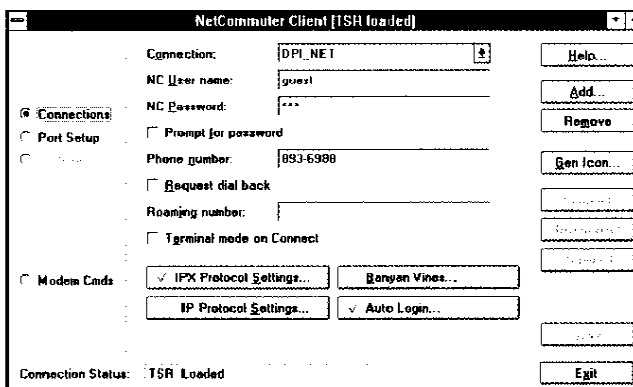 NetCommuter Client [TSR loaded]
Connection: DPI_NET Help...
NC User name: guest
Add...
NC Password: ***
Connections Remove
Prompt for password
Port Setup
Phone number: 893-6988 Gen Icon...
Request dial back
Roaming number:
Terminal mode on Connect
Modem Cmds ✓ IPX Protocol Settings... Banyan Vines...
IP Protocol Settings... ✓ Auto Login...
Connection Status: TSR Loaded Exit